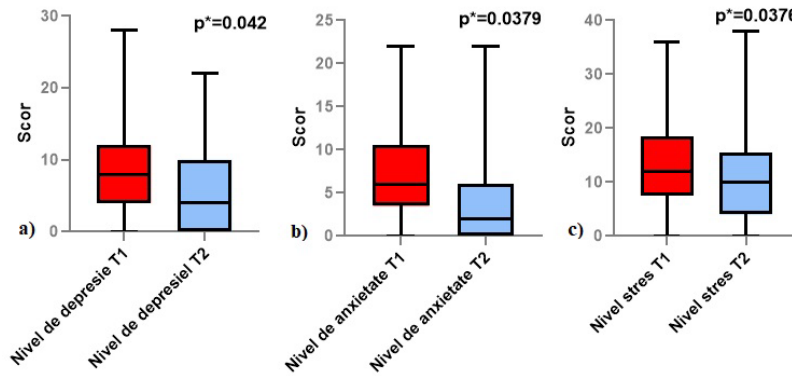 a)
Scor
30
20
10
0
p*=0.042
Nivel de depresie T1
Nivel de depresiel T2
b)
Scor
25
20
15
10
5
0
p*=0.0379
Nivel de anxietate T1
Nivel de anxietate T2
c)
Scor
40
30
20
10
0
p*=0.0376
Nivel stres T1
Nivel stres T2